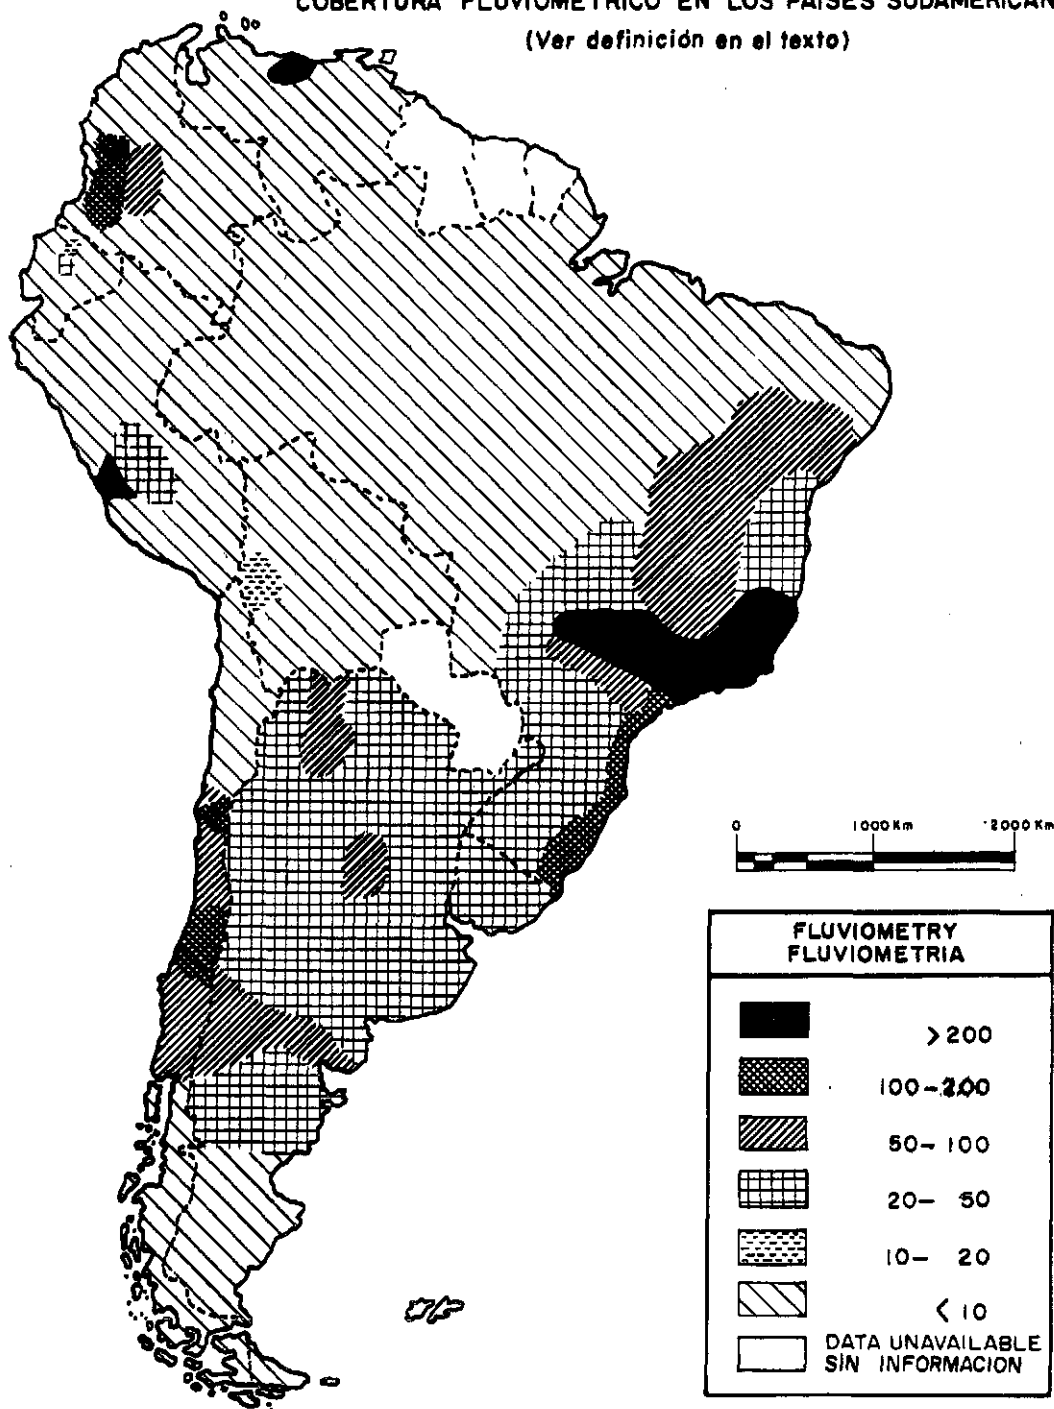 COBERTURA FLUVIOMETRICO EN LOS PAISES SUDAMERICAN
(Ver definición en el texto)
0 1000 Km 2000 Km
FLUVIOMETRY
FLUVIOMETRIA
>200
100-200
50-100
20- 50
10- 20
<10
DATA UNAVAILABLE
SIN INFORMACION